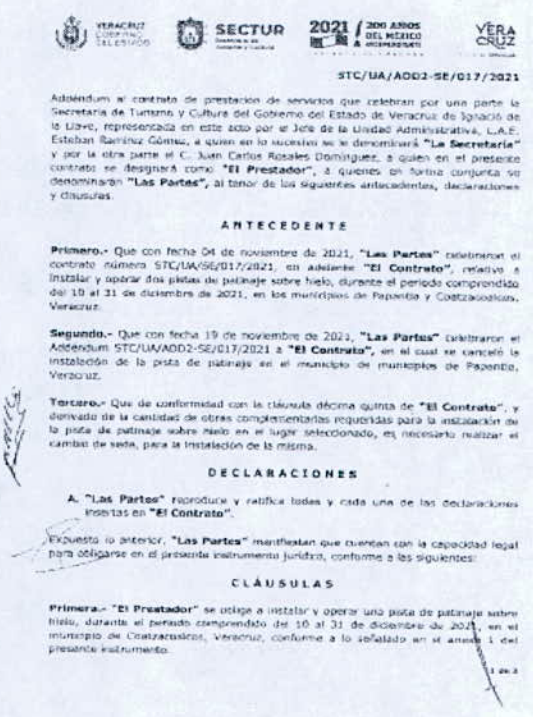 VERACRUZ
GOBIERNO
DEL ESTADO
SECTUR
2021
200 AÑOS
DEL MÉXICO
INDEPENDIENTE
VERA
CRUZ
STC/UA/ADD2-SE/017/2021
Addéndum al contrato de prestación de servicios que celebran por una parte la
Secretaría de Turismo y Cultura del Gobierno del Estado de Veracruz de Ignacio de
la Llave, representada en este acto por el Jefe de la Unidad Administrativa, L.A.E.
Esteban Ramírez Gómez, a quien en lo sucesivo se le denominará "La Secretaría"
y por la otra parte el C. Juan Carlos Rosales Domínguez, a quien en el presente
contrato se designará como "El Prestador", a quienes en forma conjunta se
denominarán "Las Partes", al tenor de los siguientes antecedentes, declaraciones
y clausuras.
ANTECEDENTE
Primero.- Que con fecha 04 de noviembre de 2021, "Las Partes" celebraron el
contrato número STC/UA/SE/017/2021, en adelante "El Contrato", relativo a
instalar y operar dos pistas de patinaje sobre hielo, durante el periodo comprendido
del 10 al 31 de diciembre de 2021, en los municipios de Papantla y Coatzacoalcos,
Veracruz.
Segundo.- Que con fecha 19 de noviembre de 2021, "Las Partes" celebraron el
Addéndum STC/UA/ADD2-SE/017/2021 a "El Contrato", en el cual se canceló la
instalación de la pista de patinaje en el municipio de municipios de Papantla,
Veracruz.
Tercero.- Que de conformidad con la cláusula décima quinta de "El Contrato", y
derivado de la cantidad de obras complementarias requeridas para la instalación de
la pista de patinaje sobre hielo en el lugar seleccionado, es necesario realizar el
cambio de sede, para la instalación de la misma.
DECLARACIONES
A. "Las Partes" reproduce y ratifica todas y cada una de las declaraciones
insertas en "El Contrato".
Expuesto lo anterior, "Las Partes" manifiestan que cuentan con la capacidad legal
para obligarse en el presente instrumento jurídico, conforme a las siguientes:
CLÁUSULAS
Primera.- "El Prestador" se obliga a instalar y operar una pista de patinaje sobre
hielo, durante el periodo comprendido del 10 al 31 de diciembre de 2021, en el
municipio de Coatzacoalcos, Veracruz, conforme a lo señalado en el anexo 1 del
presente instrumento.